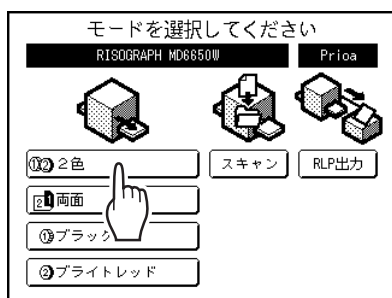 モードを選択してください
RISOGRAPH MD6650W
Prioa
①② 2色
スキャン
RLP出力
2 1 両面
①ブラック
②ブライトレッド